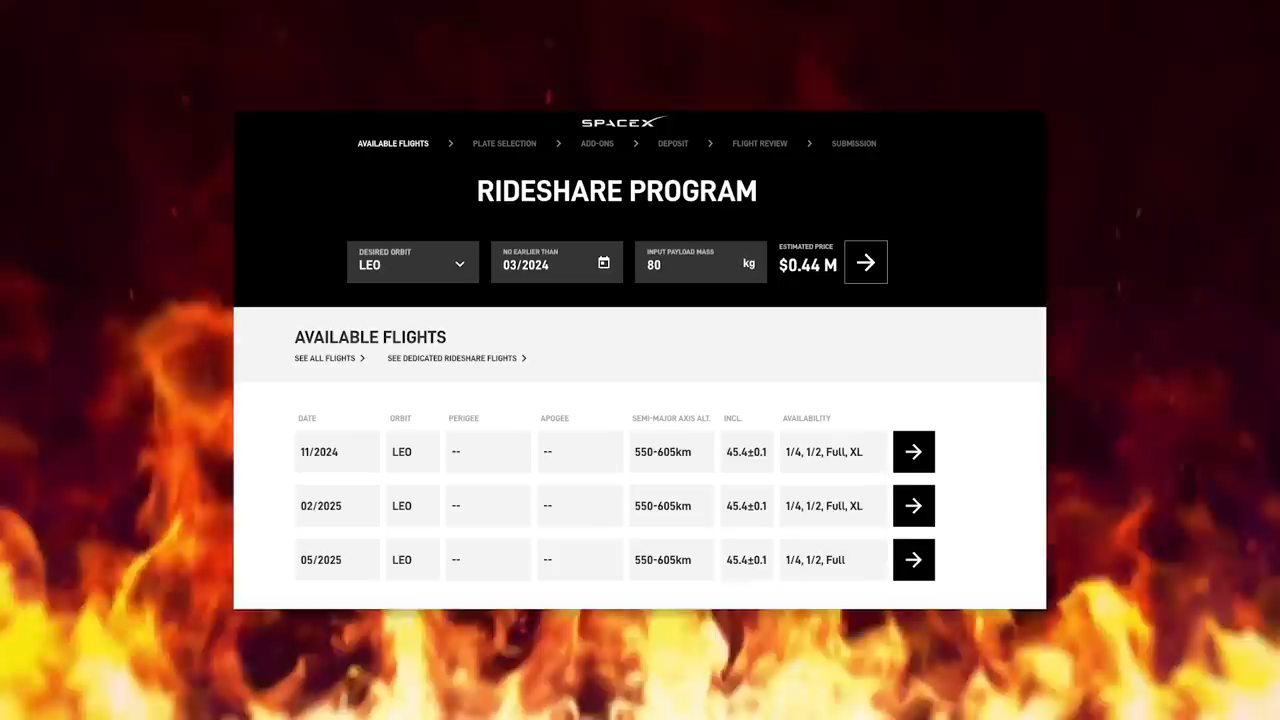 SPACEX
AVAILABLE FLIGHTS > PLATE SELECTION > ADD-ONS > DEPOSIT > FLIGHT REVIEW > SUBMISSION
RIDESHARE PROGRAM
DESIRED ORBIT NO EARLIER THAN INPUT PAYLOAD MASS ESTIMATED PRICE
LEO 03/2024 80 kg $0.44 M
AVAILABLE FLIGHTS
SEE ALL FLIGHTS > SEE DEDICATED RIDESHARE FLIGHTS >
DATE ORBIT PERIGEE APOGEE SEMI-MAJOR AXIS ALT. INCL. AVAILABILITY
11/2024 LEO -- -- 550-605km 45.4±0.1 1/4, 1/2, Full, XL
02/2025 LEO -- -- 550-605km 45.4±0.1 1/4, 1/2, Full, XL
05/2025 LEO -- -- 550-605km 45.4±0.1 1/4, 1/2, Full